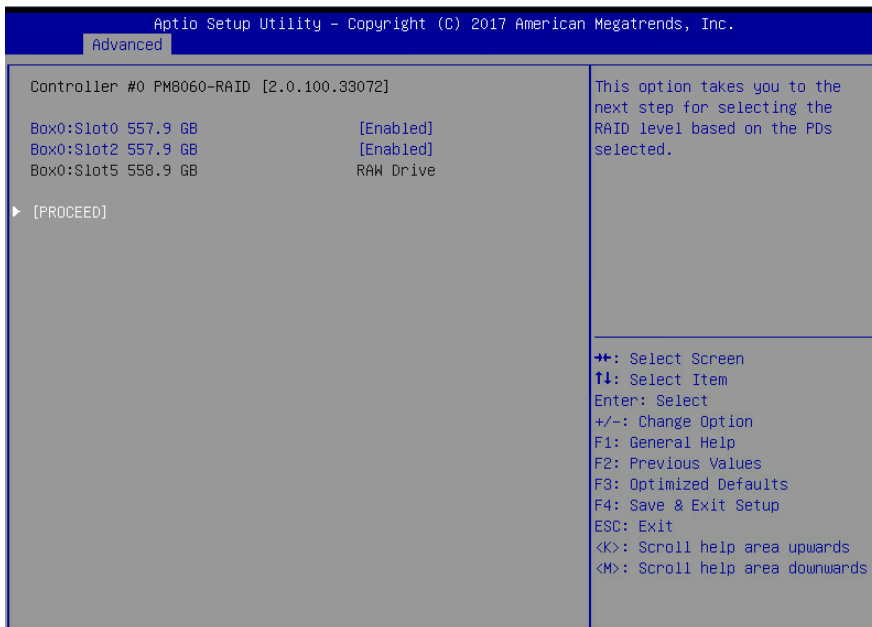 Aptio Setup Utility – Copyright (C) 2017 American Megatrends, Inc.
Advanced
Controller #0 PM8060-RAID [2.0.100.33072]
Box0:Slot0 557.9 GB [Enabled]
Box0:Slot2 557.9 GB [Enabled]
Box0:Slot5 558.9 GB RAW Drive
[PROCEED]
This option takes you to the
next step for selecting the
RAID level based on the PDs
selected.
→←: Select Screen
↑↓: Select Item
Enter: Select
+/-: Change Option
F1: General Help
F2: Previous Values
F3: Optimized Defaults
F4: Save & Exit Setup
ESC: Exit
<K>: Scroll help area upwards
<M>: Scroll help area downwards